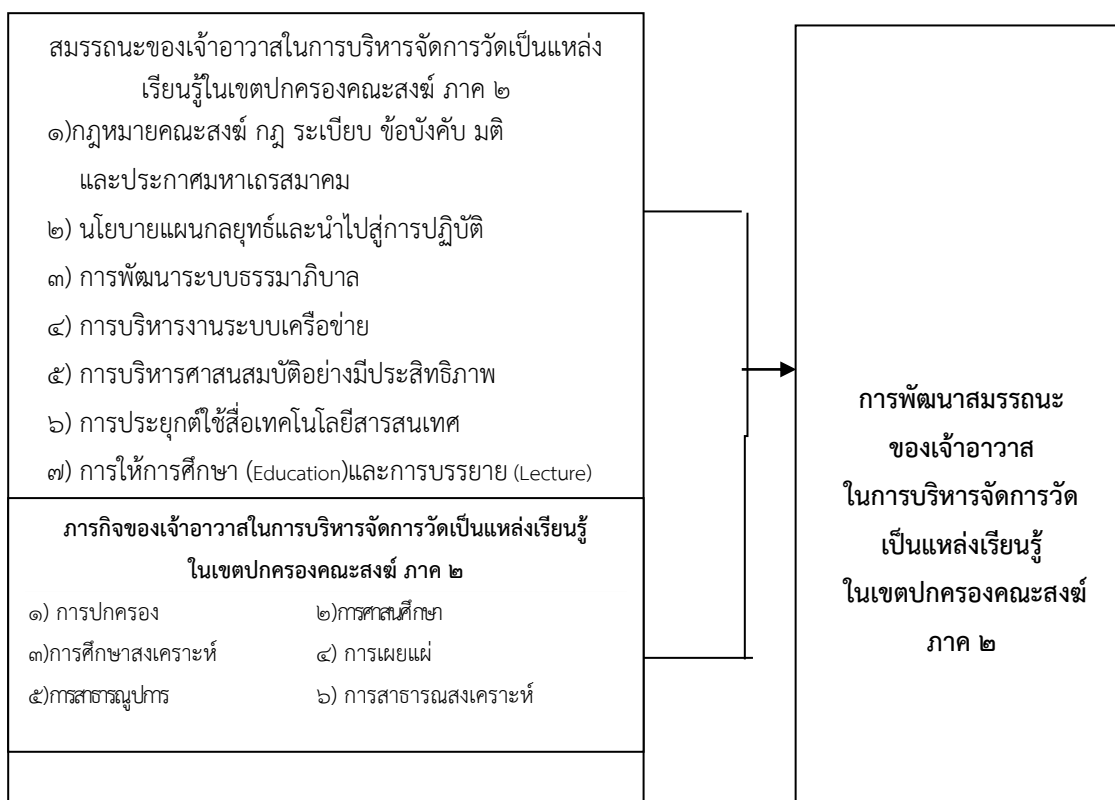 สมรรถนะของเจ้าอาวาสในการบริหารจัดการวัดเป็นแหล่ง
เรียนรู้ในเขตปกครองคณะสงฆ์ ภาค ๒
๑)กฎหมายคณะสงฆ์ กฎ ระเบียบ ข้อบังคับ มติ
และประกาศมหาเถรสมาคม
๒) นโยบายแผนกลยุทธ์และนำไปสู่การปฏิบัติ
๓) การพัฒนาระบบธรรมาภิบาล
๔) การบริหารงานระบบเครือข่าย
๕) การบริหารศาสนสมบัติอย่างมีประสิทธิภาพ
๖) การประยุกต์ใช้สื่อเทคโนโลยีสารสนเทศ
๗) การให้การศึกษา (Education)และการบรรยาย (Lecture)
ภารกิจของเจ้าอาวาสในการบริหารจัดการวัดเป็นแหล่งเรียนรู้
ในเขตปกครองคณะสงฆ์ ภาค ๒
๑) การปกครอง ๒)การศาสนศึกษา
๓)การศึกษาสงเคราะห์ ๔) การเผยแผ่
๕)การสาธารณูปการ ๖) การสาธารณสงเคราะห์
การพัฒนาสมรรถนะ
ของเจ้าอาวาส
ในการบริหารจัดการวัด
เป็นแหล่งเรียนรู้
ในเขตปกครองคณะสงฆ์
ภาค ๒